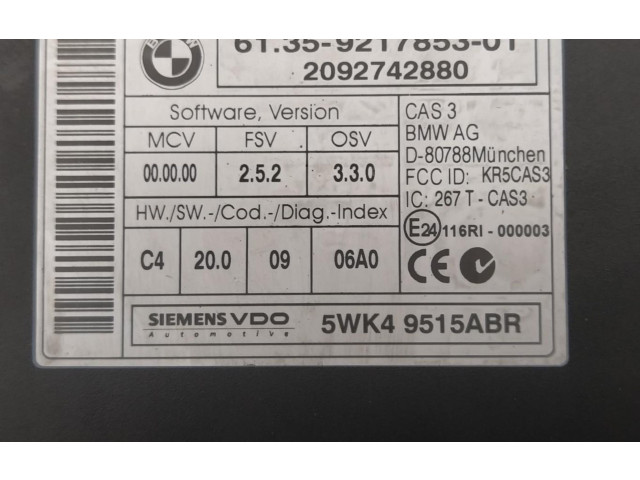 BMW
61.35-9217853-01
2092742880
Software, Version
MCV FSV OSV
00.00.00 2.5.2 3.3.0
HW./SW.-/Cod.-/Diag.-Index
C4 20.0 09 06A0
CAS 3
BMW AG
D-80788München
FCC ID: KR5CAS3
IC: 267 T - CAS3
E24 116RI - 000003
CE
SIEMENS VDO
Automotive
5WK4 9515ABR